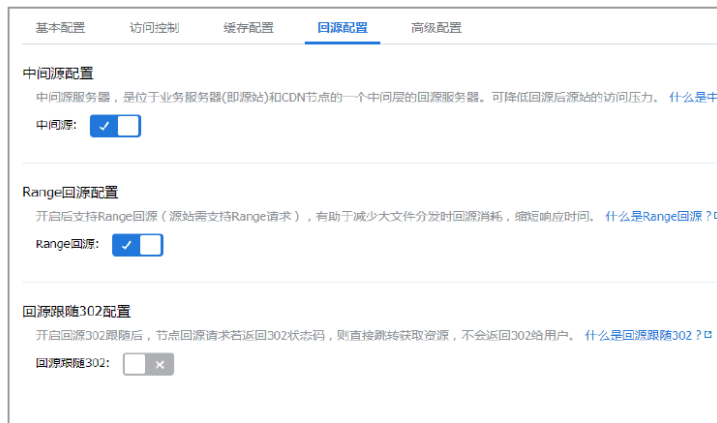 基本配置 访问控制 缓存配置 回源配置 高级配置
中间源配置
中间源服务器，是位于业务服务器(即源站)和CDN节点的一个中间层的回源服务器。可降低回源后源站的访问压力。 什么是中
中间源:
Range回源配置
开启后支持Range回源（源站需支持Range请求），有助于减少大文件分发时回源消耗，缩短响应时间。 什么是Range回源？
Range回源:
回源跟随302配置
开启回源302跟随后，节点回源请求若返回302状态码，则直接跳转获取资源，不会返回302给用户。 什么是回源跟随302？
回源跟随302: